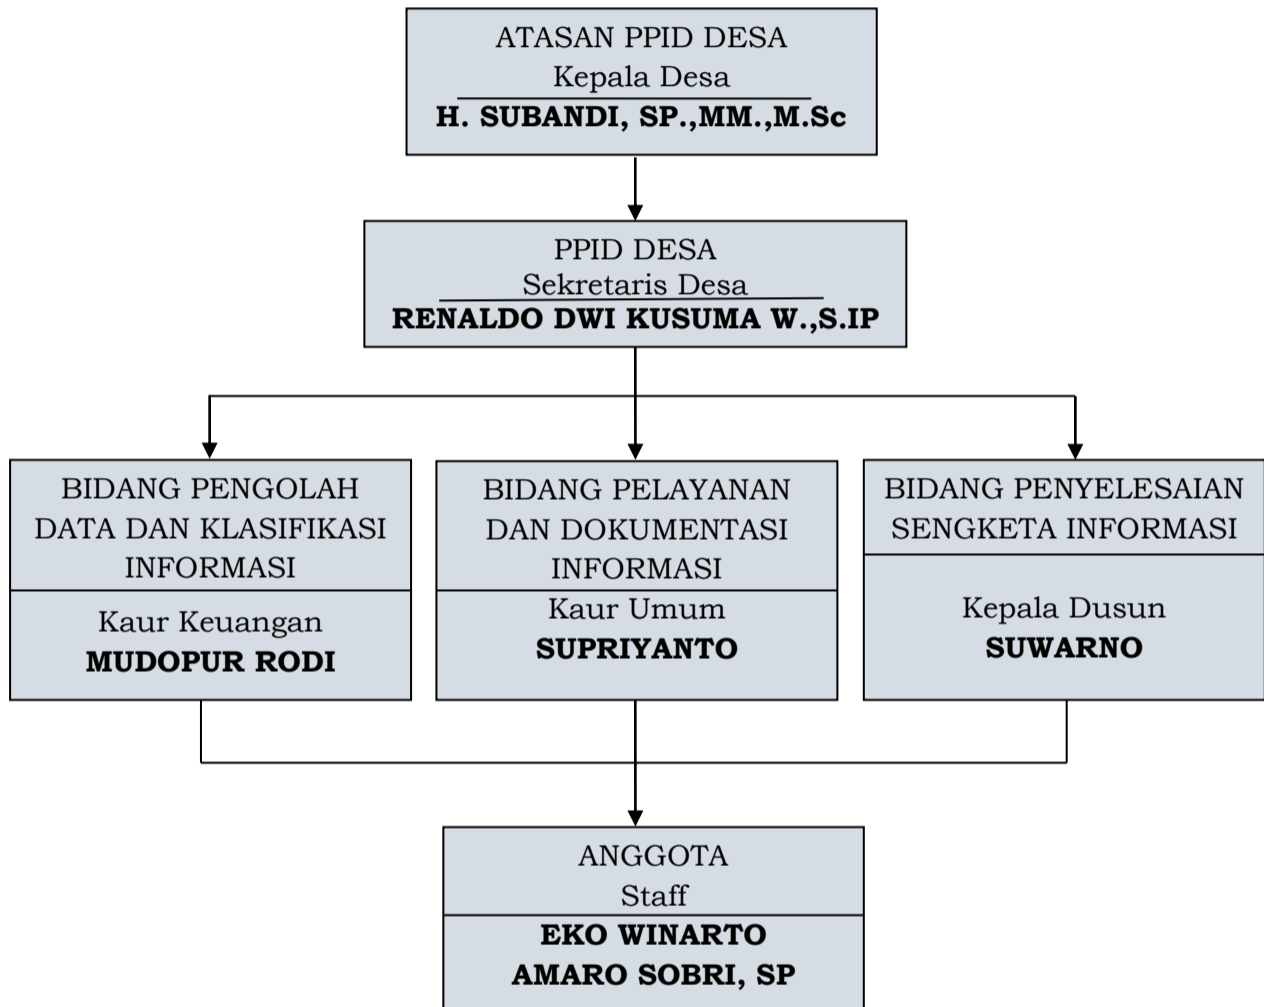 ATASAN PPID DESA
Kepala Desa
H. SUBANDI, SP.,MM.,M.Sc
PPID DESA
Sekretaris Desa
RENALDO DWI KUSUMA W.,S.IP
BIDANG PENGOLAH
DATA DAN KLASIFIKASI
INFORMASI
Kaur Keuangan
MUDOPUR RODI
BIDANG PELAYANAN
DAN DOKUMENTASI
INFORMASI
Kaur Umum
SUPRIYANTO
BIDANG PENYELESAIAN
SENGKETA INFORMASI
Kepala Dusun
SUWARNO
ANGGOTA
Staff
EKO WINARTO
AMARO SOBRI, SP